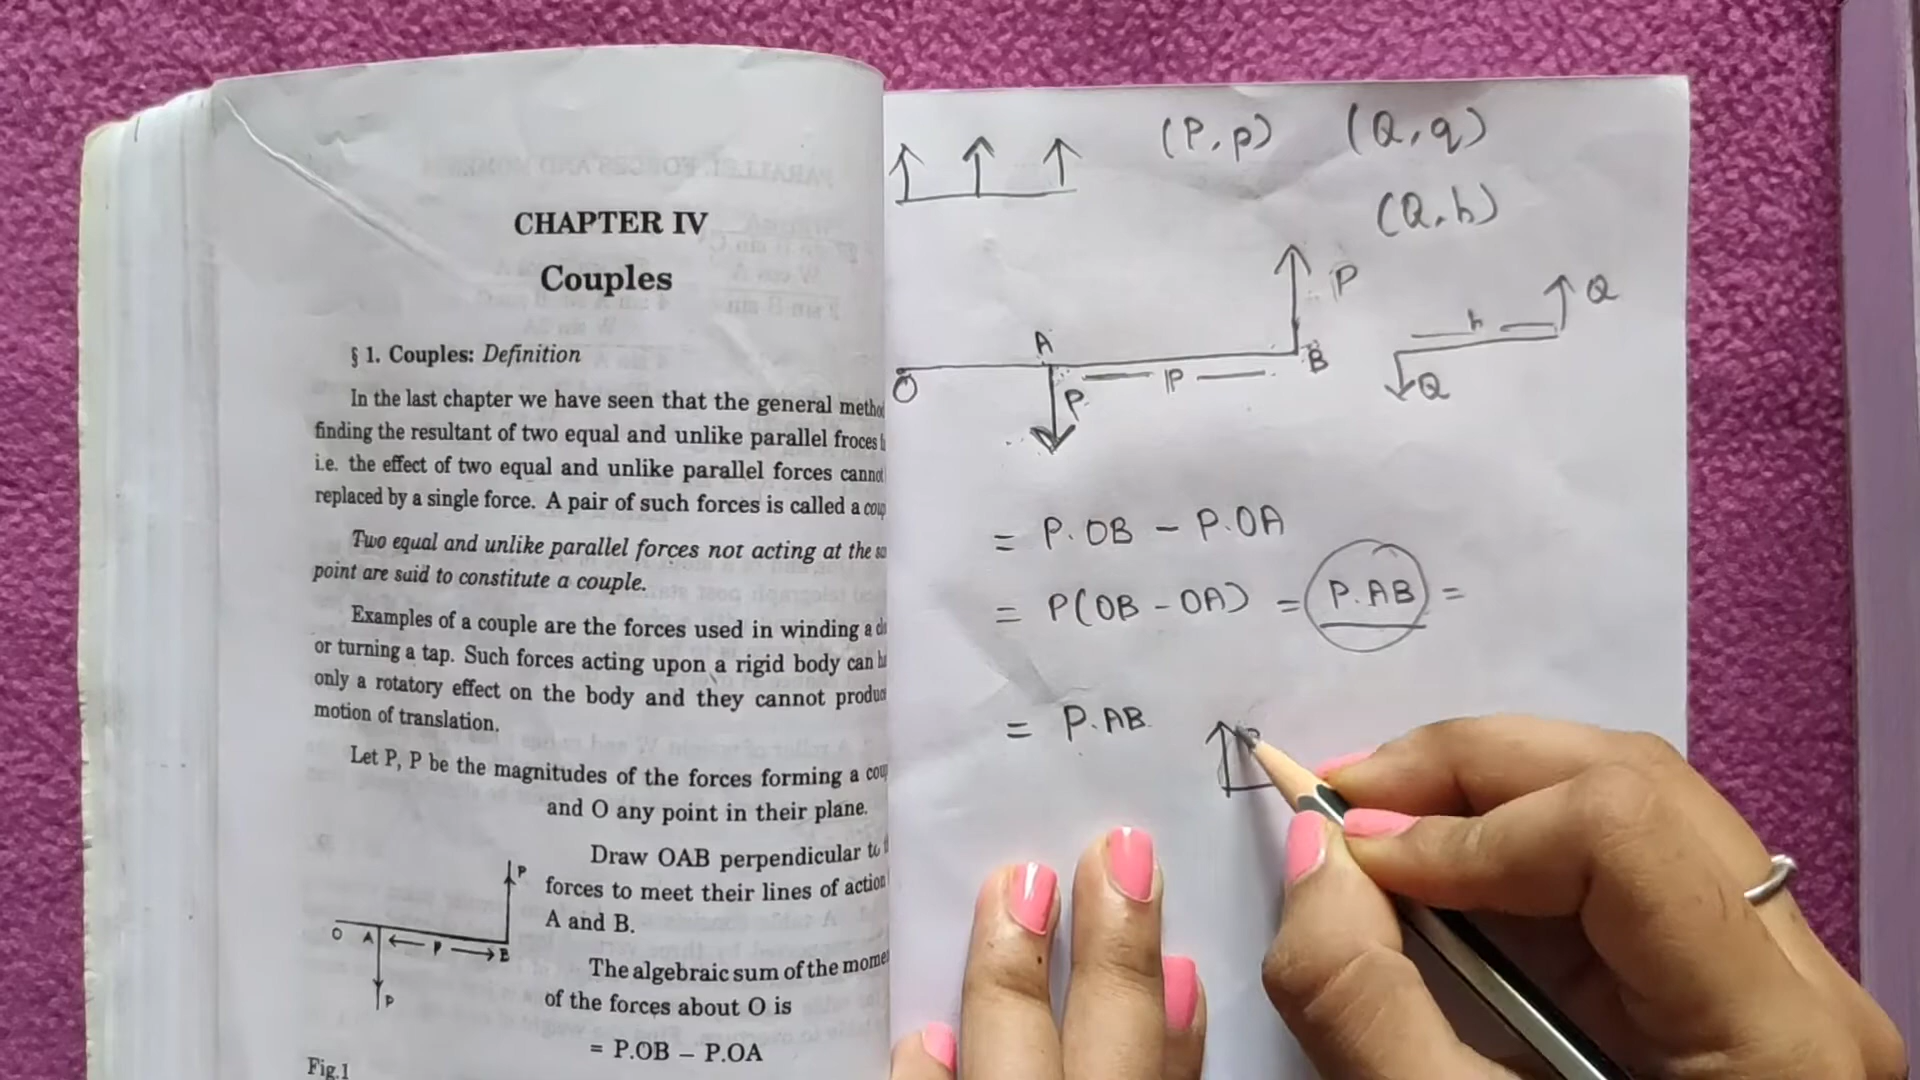 CHAPTER IV
Couples
§ 1. Couples: Definition
In the last chapter we have seen that the general
finding the resultant of two equal and unlike parallel froces
i.e. the effect of two equal and unlike parallel forces
replaced by a single force. A pair of such forces is called a
Two equal and unlike parallel forces not acting at the
point are said to constitute a couple.
Examples of a couple are the forces used in winding a
or turning a tap. Such forces acting upon a rigid body can
only a rotatory effect on the body and they cannot
motion of translation.
Let P, P be the magnitudes of the forces forming a
and O any point in their plane.
Draw OAB perpendicular to
forces to meet their lines of action
A and B.
The algebraic sum of the
of the forces about O is
= P.OB – P.OA
O A P B
P
P
Fig.1
(P, p) (Q, q)
(Q, h)
P
A
O
B
P
P
Q
h
Q
= P.OB – P.OA
= P(OB – OA) = P.AB =
= P.AB